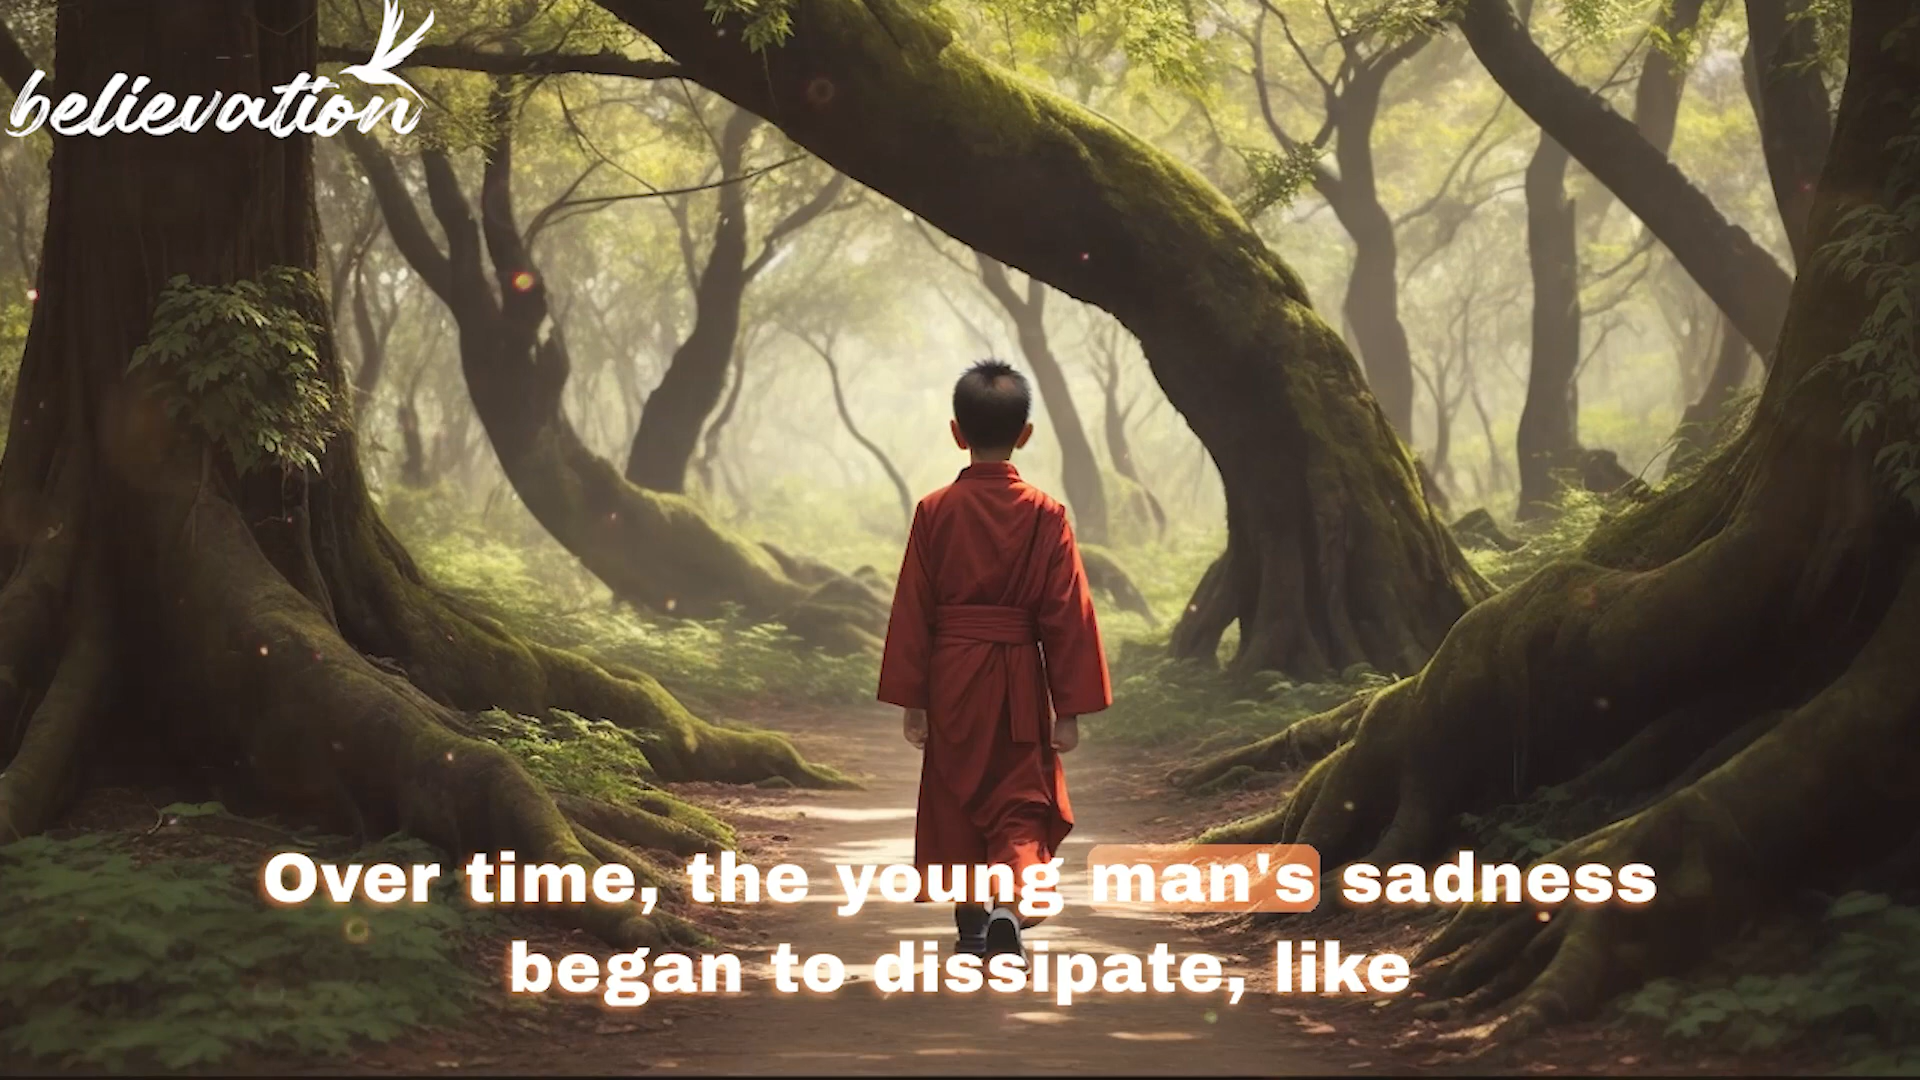 believation
Over time, the young man's sadness
began to dissipate, like